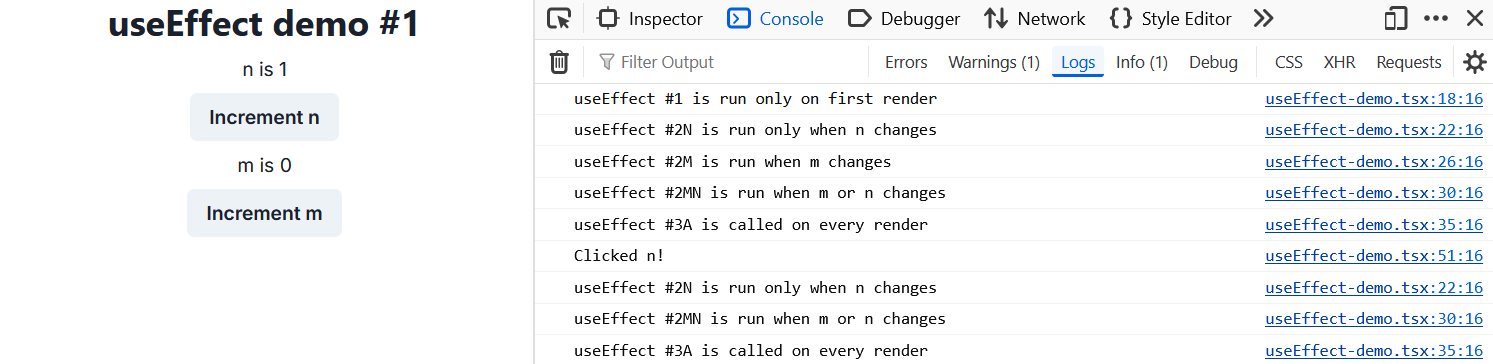 useEffect demo #1
n is 1
Increment n
m is 0
Increment m
Inspector Console Debugger Network Style Editor
Filter Output Errors Warnings (1) Logs Info (1) Debug CSS XHR Requests
useEffect #1 is run only on first render useEffect-demo.tsx:18:16
useEffect #2N is run only when n changes useEffect-demo.tsx:22:16
useEffect #2M is run when m changes useEffect-demo.tsx:26:16
useEffect #2MN is run when m or n changes useEffect-demo.tsx:30:16
useEffect #3A is called on every render useEffect-demo.tsx:35:16
Clicked n! useEffect-demo.tsx:51:16
useEffect #2N is run only when n changes useEffect-demo.tsx:22:16
useEffect #2MN is run when m or n changes useEffect-demo.tsx:30:16
useEffect #3A is called on every render useEffect-demo.tsx:35:16